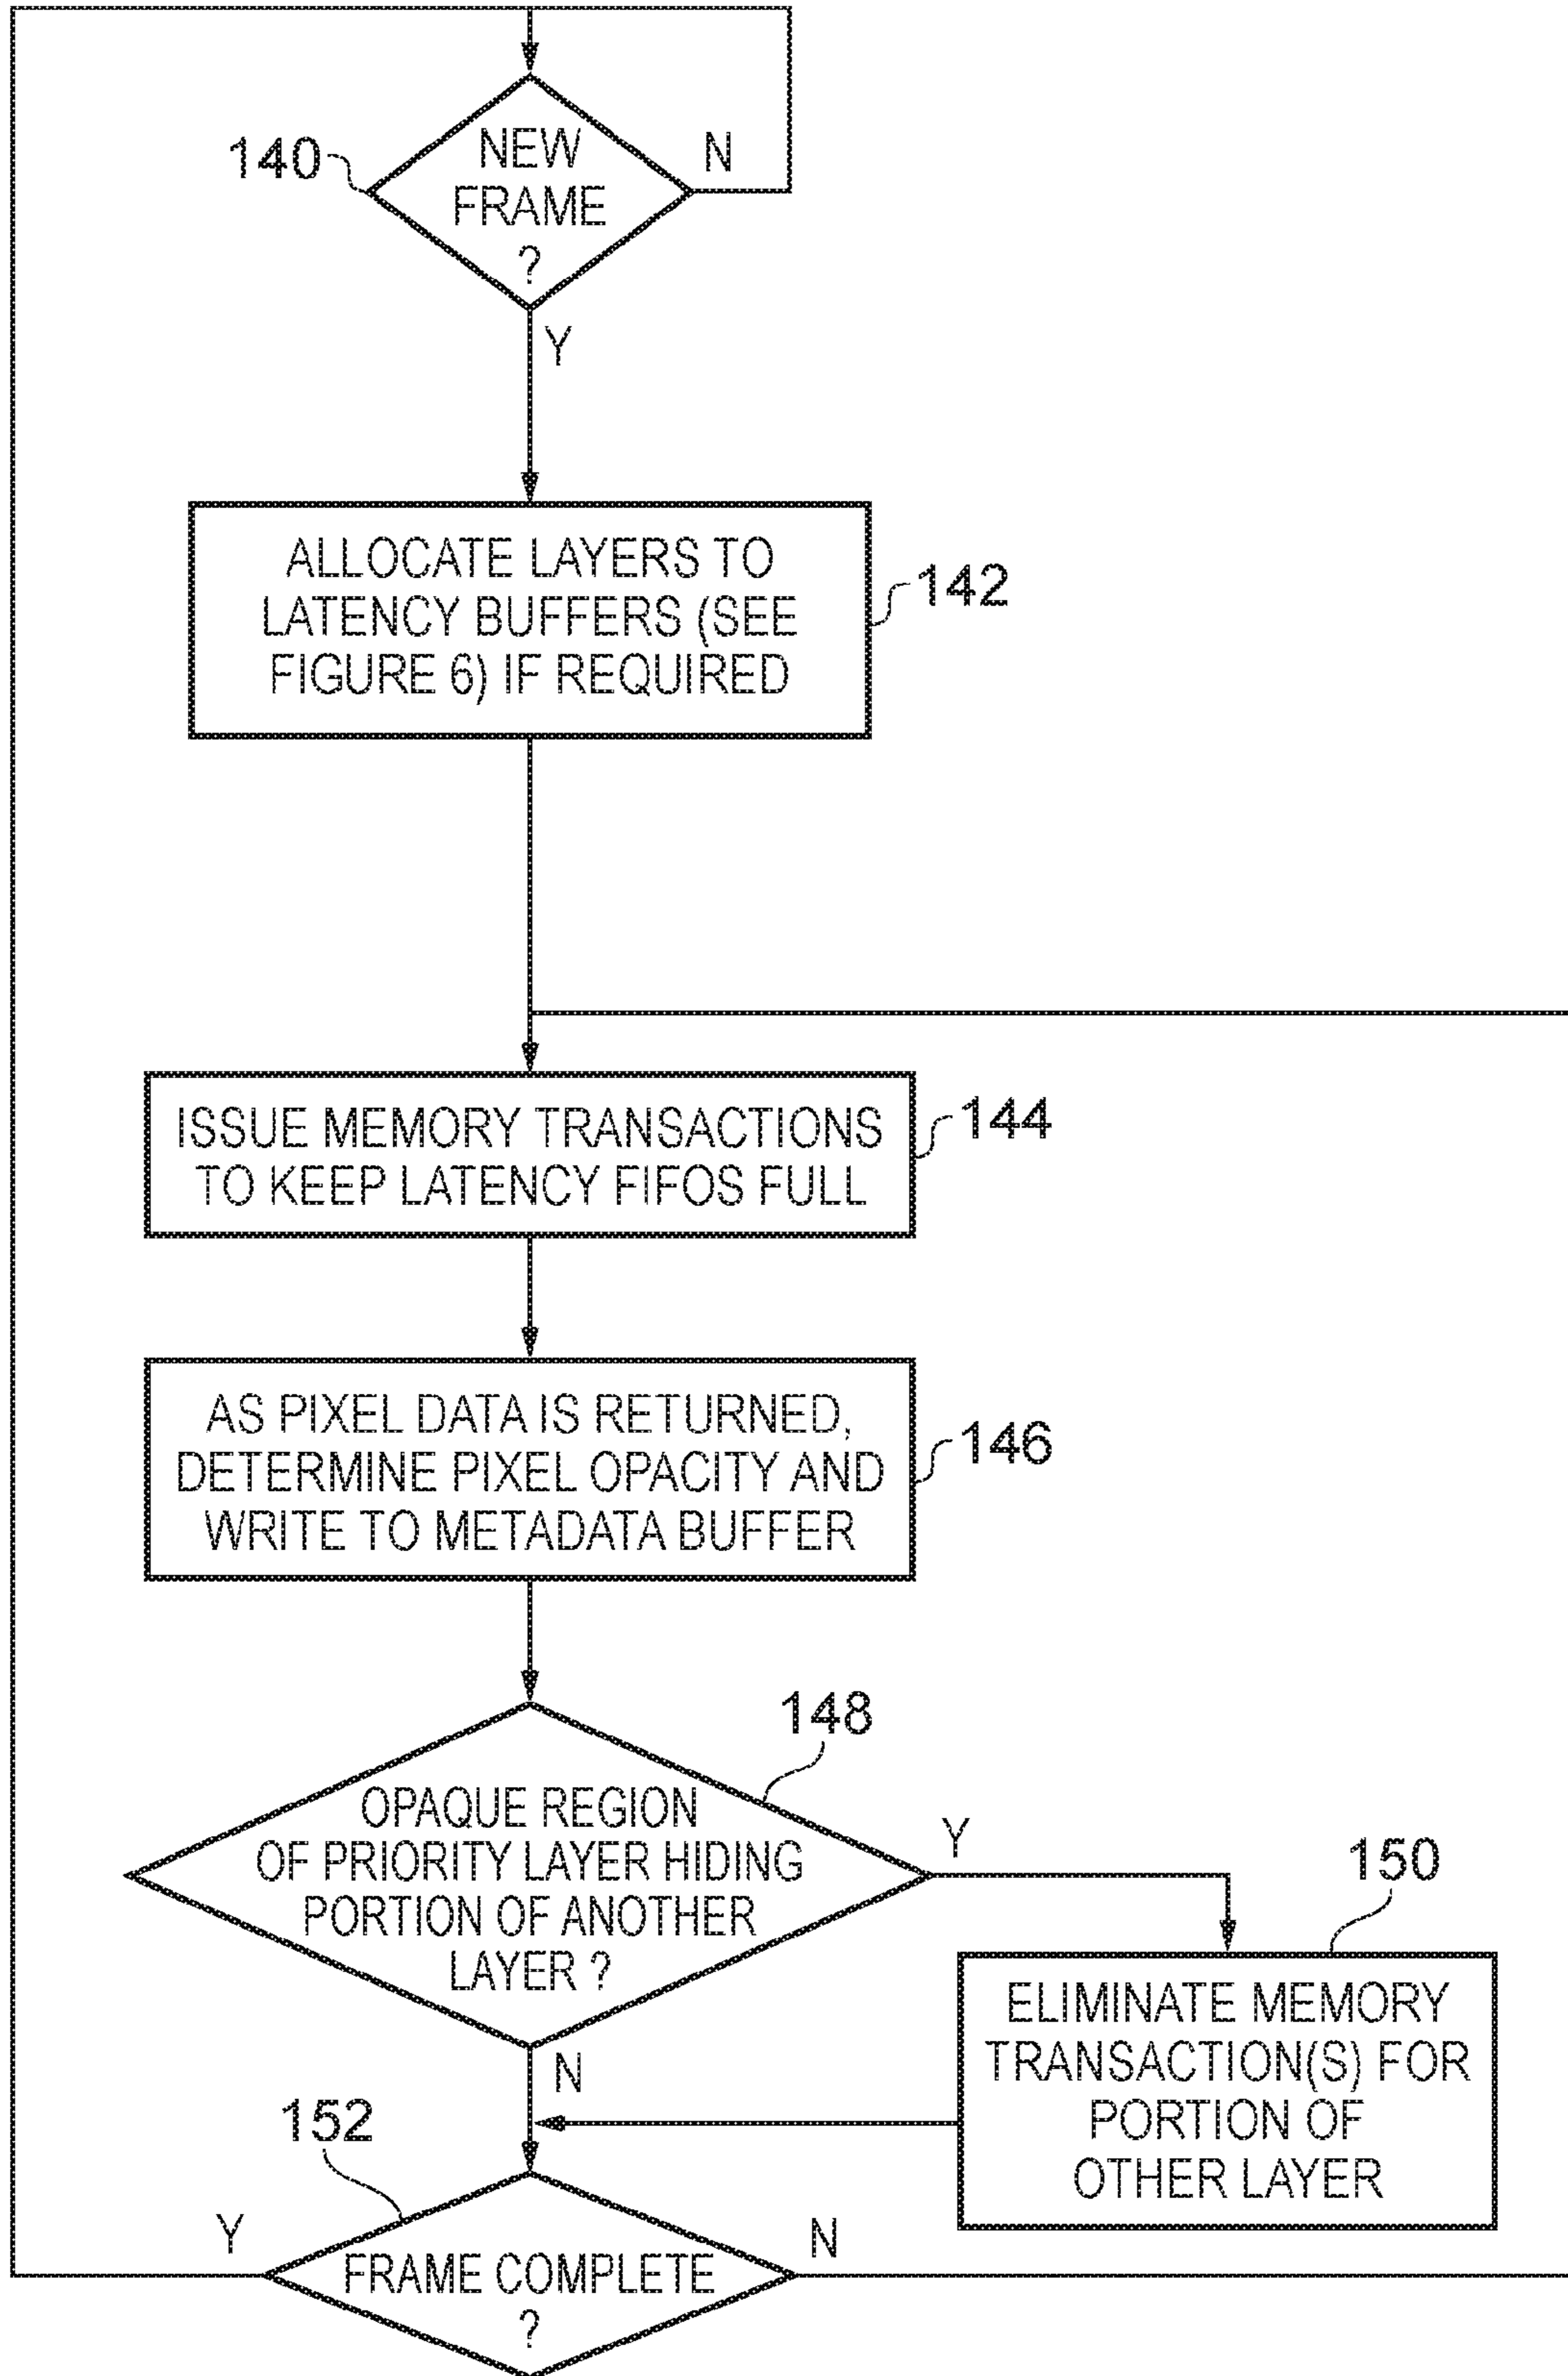 140
NEW
FRAME
?
N
Y
ALLOCATE LAYERS TO
LATENCY BUFFERS (SEE
FIGURE 6) IF REQUIRED
142
ISSUE MEMORY TRANSACTIONS
TO KEEP LATENCY FIFOS FULL
144
AS PIXEL DATA IS RETURNED,
DETERMINE PIXEL OPACITY AND
WRITE TO METADATA BUFFER
146
148
OPAQUE REGION
OF PRIORITY LAYER HIDING
PORTION OF ANOTHER
LAYER ?
Y
N
150
ELIMINATE MEMORY
TRANSACTION(S) FOR
PORTION OF
OTHER LAYER
152
Y
FRAME COMPLETE
?
N